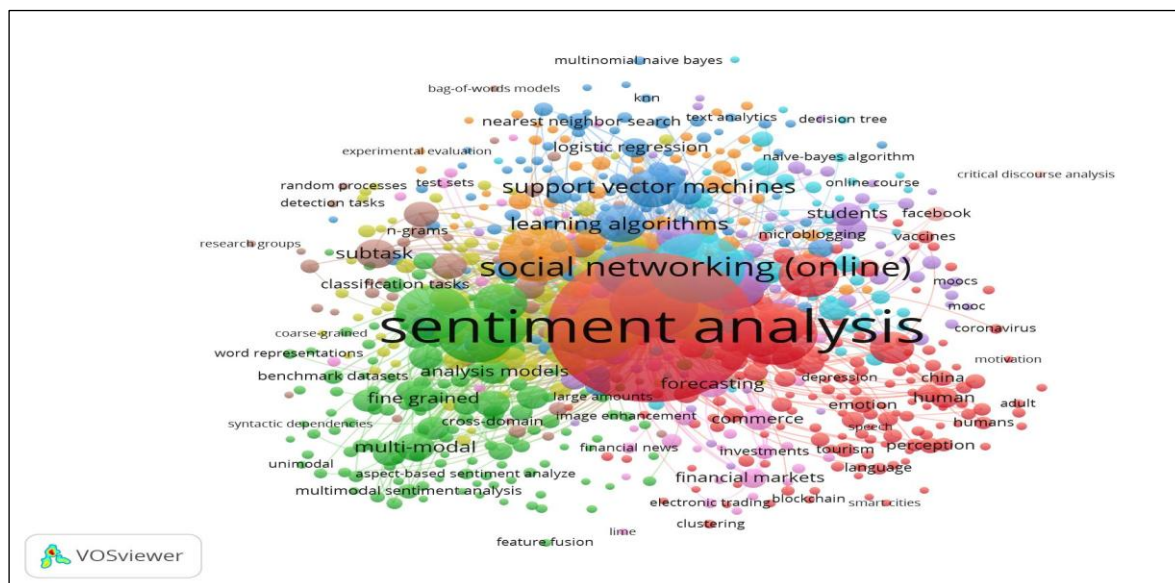 multinomial naive bayes
bag-of-words models
knn
nearest neighbor search
text analytics
decision tree
logistic regression
experimental evaluation
naive-bayes algorithm
critical discourse analysis
random processes
test sets
support vector machines
online course
detection tasks
learning algorithms
students
facebook
n-grams
microblogging
vaccines
research groups
subtask
social networking (online)
classification tasks
moocs
mooc
sentiment analysis
coarse-grained
coronavirus
word representations
motivation
benchmark datasets
analysis models
forecasting
depression
china
fine grained
large amounts
emotion
human
adult
syntactic dependencies
cross-domain
image enhancement
commerce
speech
humans
multi-modal
financial news
investments
tourism
perception
unimodal
aspect-based sentiment analyze
language
multimodal sentiment analysis
financial markets
electronic trading
blockchain
smart cities
clustering
lime
feature fusion
VOSviewer